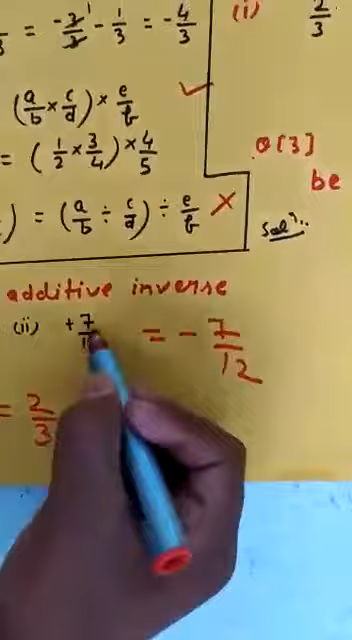 = -3/3 - 1/3 = -4/3
(a/b × c/d) × e/f
= (1/2 × 3/4) × 4/5 ✓
) = (a/b ÷ c/d) ÷ e/f ×
(i) 2/3
Q[3]
be
Solⁿ:
additive inverse
(ii) +7/1 = -7/12
= 2/3